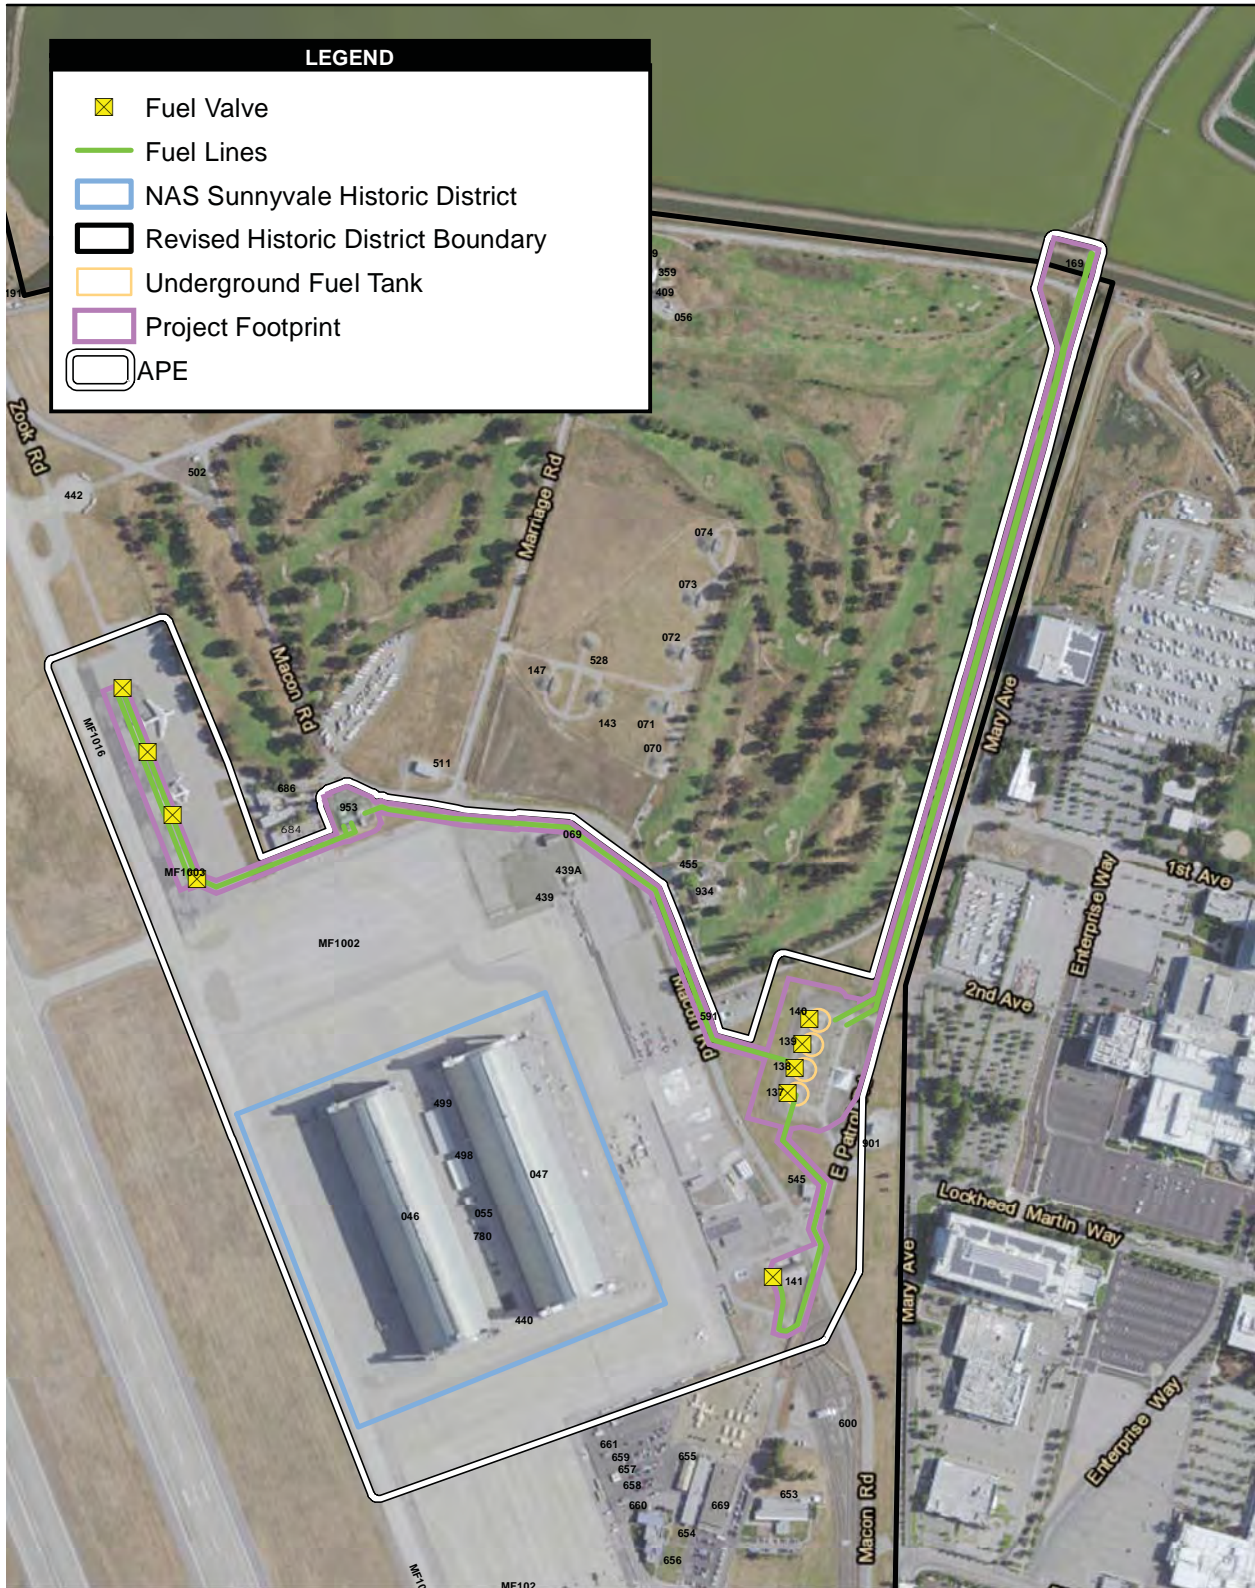 LEGEND
Fuel Valve
Fuel Lines
NAS Sunnyvale Historic District
Revised Historic District Boundary
Underground Fuel Tank
Project Footprint
APE
359
409
056
191
169
Zook Rd
502
442
Marriage Rd
074
073
072
528
147
143
071
070
Macon Rd
MF1016
511
686
684
953
MF1003
069
439A
439
455
934
MF1002
Mary Ave
1st Ave
Enterprise Way
2nd Ave
591
Macon Rd
140
139
138
137
E Patrol
901
545
499
498
047
046
055
780
440
141
Lockheed Martin Way
Mary Ave
Enterprise Way
600
661
659
657
658
660
655
669
653
654
656
Macon Rd
MF102